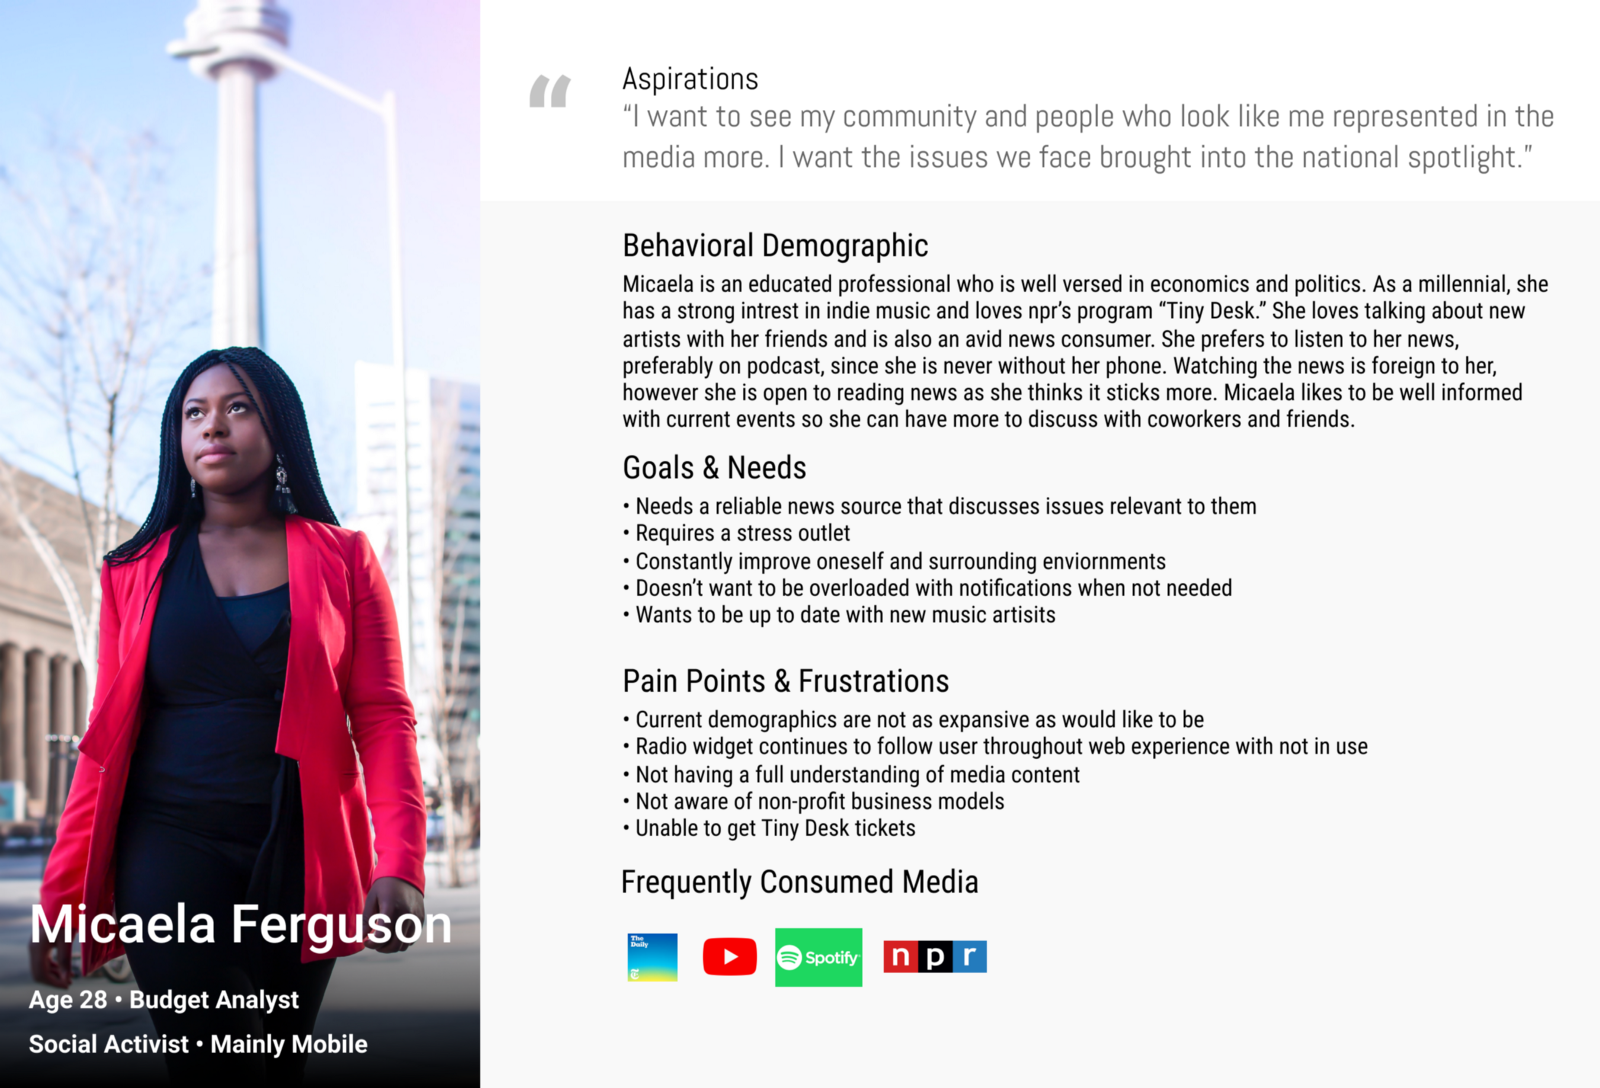 “
Aspirations
“I want to see my community and people who look like me represented in the
media more. I want the issues we face brought into the national spotlight.”
Behavioral Demographic
Micaela is an educated professional who is well versed in economics and politics. As a millennial, she
has a strong intrest in indie music and loves npr’s program “Tiny Desk.” She loves talking about new
artists with her friends and is also an avid news consumer. She prefers to listen to her news,
preferably on podcast, since she is never without her phone. Watching the news is foreign to her,
however she is open to reading news as she thinks it sticks more. Micaela likes to be well informed
with current events so she can have more to discuss with coworkers and friends.
Goals & Needs
• Needs a reliable news source that discusses issues relevant to them
• Requires a stress outlet
• Constantly improve oneself and surrounding enviornments
• Doesn’t want to be overloaded with notifications when not needed
• Wants to be up to date with new music artisits
Pain Points & Frustrations
• Current demographics are not as expansive as would like to be
• Radio widget continues to follow user throughout web experience with not in use
• Not having a full understanding of media content
• Not aware of non-profit business models
• Unable to get Tiny Desk tickets
Frequently Consumed Media
The
Daily
Spotify
npr
Micaela Ferguson
Age 28 • Budget Analyst
Social Activist • Mainly Mobile